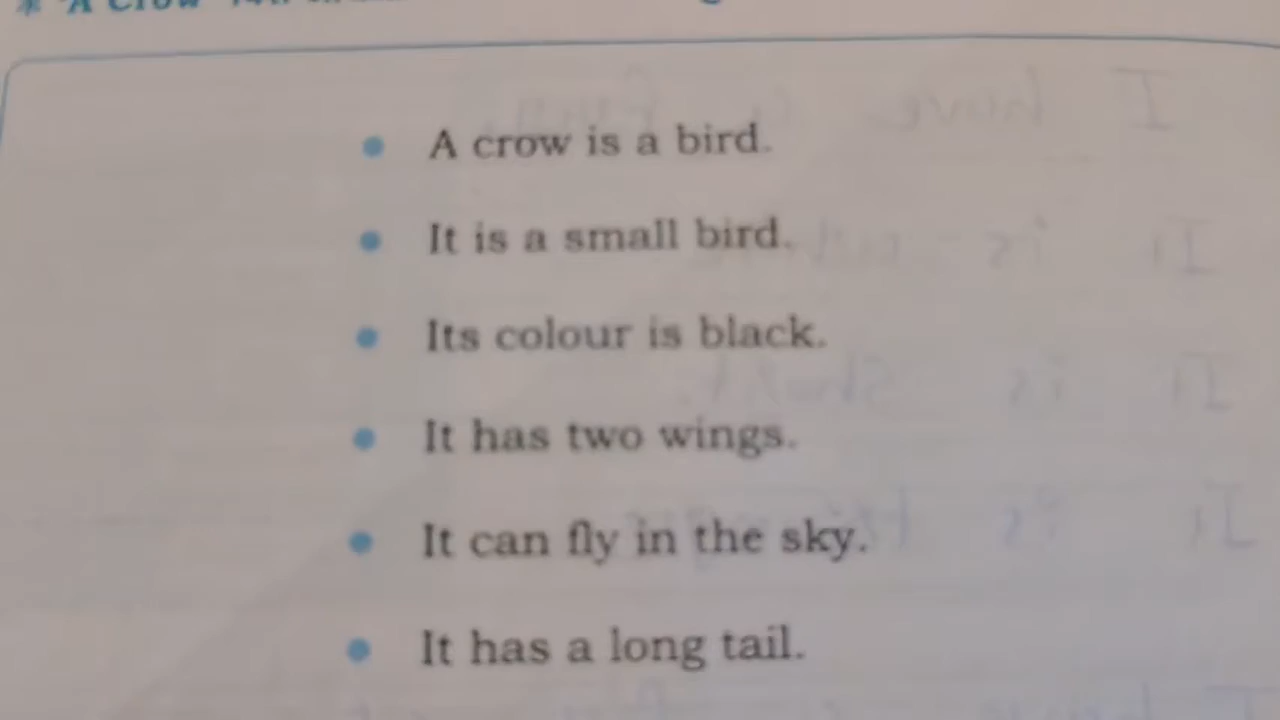 * 'A Crow'
A crow is a bird.
It is a small bird.
Its colour is black.
It has two wings.
It can fly in the sky.
It has a long tail.